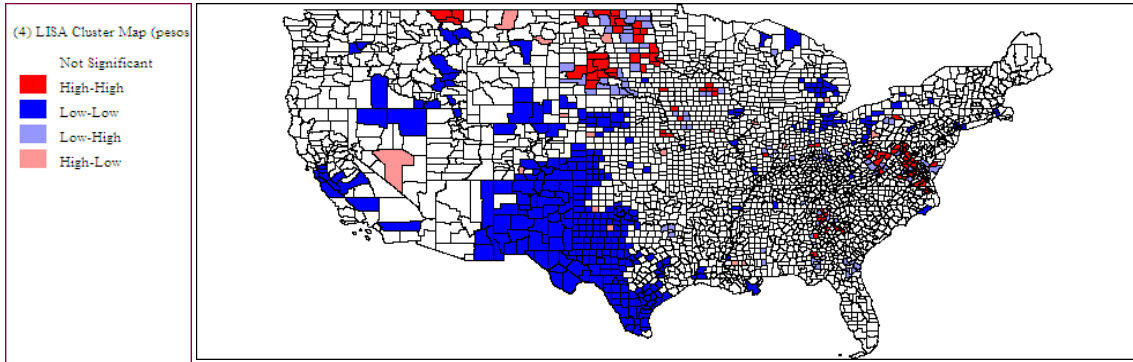 (4) LISA Cluster Map (pesos
Not Significant
High-High
Low-Low
Low-High
High-Low